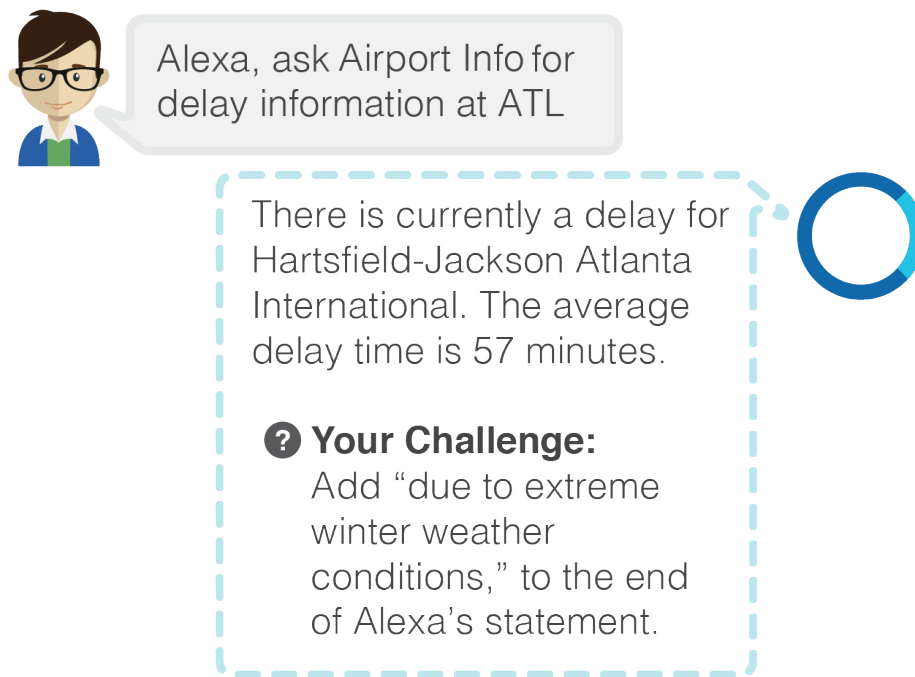 Alexa, ask Airport Info for
delay information at ATL
There is currently a delay for
Hartsfield-Jackson Atlanta
International. The average
delay time is 57 minutes.
? Your Challenge:
Add “due to extreme
winter weather
conditions,” to the end
of Alexa’s statement.